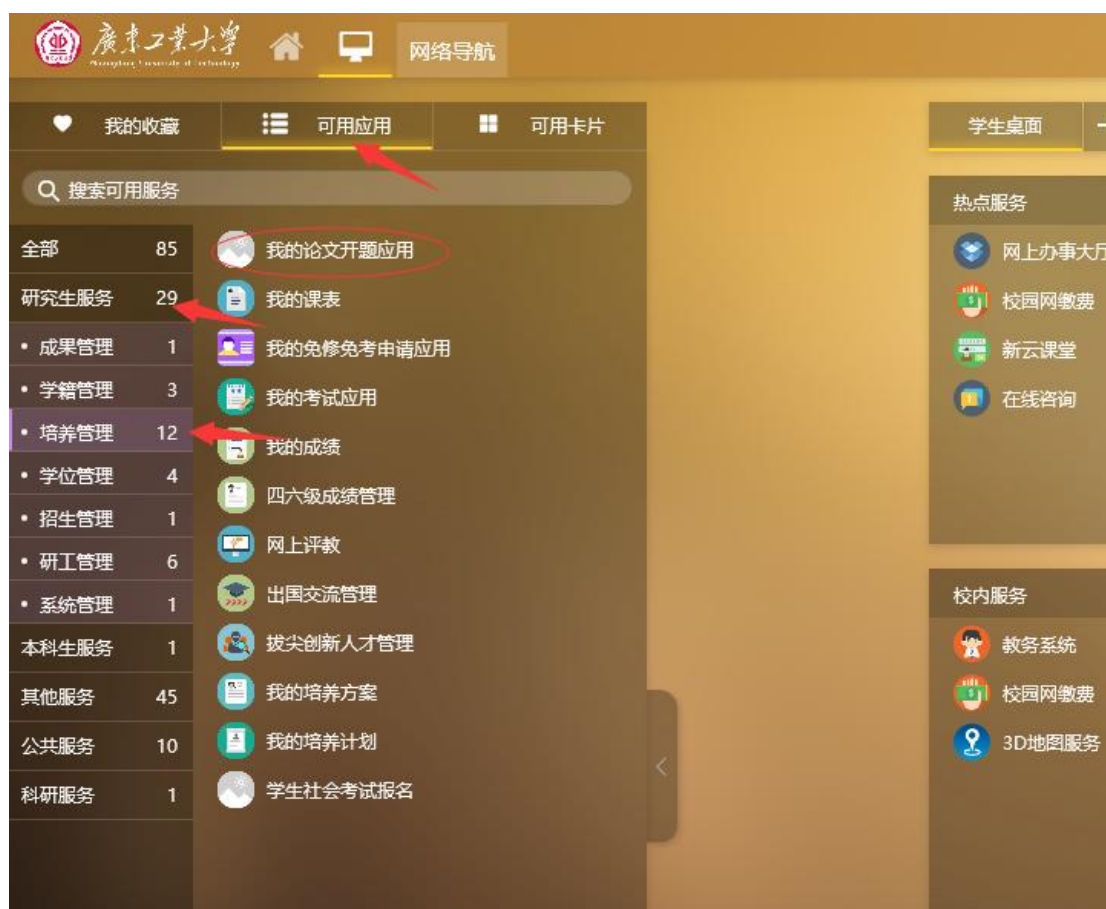 廣東工業大學
网络导航
我的收藏
可用应用
可用卡片
搜索可用服务
全部 85
研究生服务 29
• 成果管理 1
• 学籍管理 3
• 培养管理 12
• 学位管理 4
• 招生管理 1
• 研工管理 6
• 系统管理 1
本科生服务 1
其他服务 45
公共服务 10
科研服务 1
我的论文开题应用
我的课表
我的免修免考申请应用
我的考试应用
我的成绩
四六级成绩管理
网上评教
出国交流管理
拔尖创新人才管理
我的培养方案
我的培养计划
学生社会考试报名
学生桌面
热点服务
网上办事大厅
校园网缴费
新云课堂
在线咨询
校内服务
教务系统
校园网缴费
3D地图服务